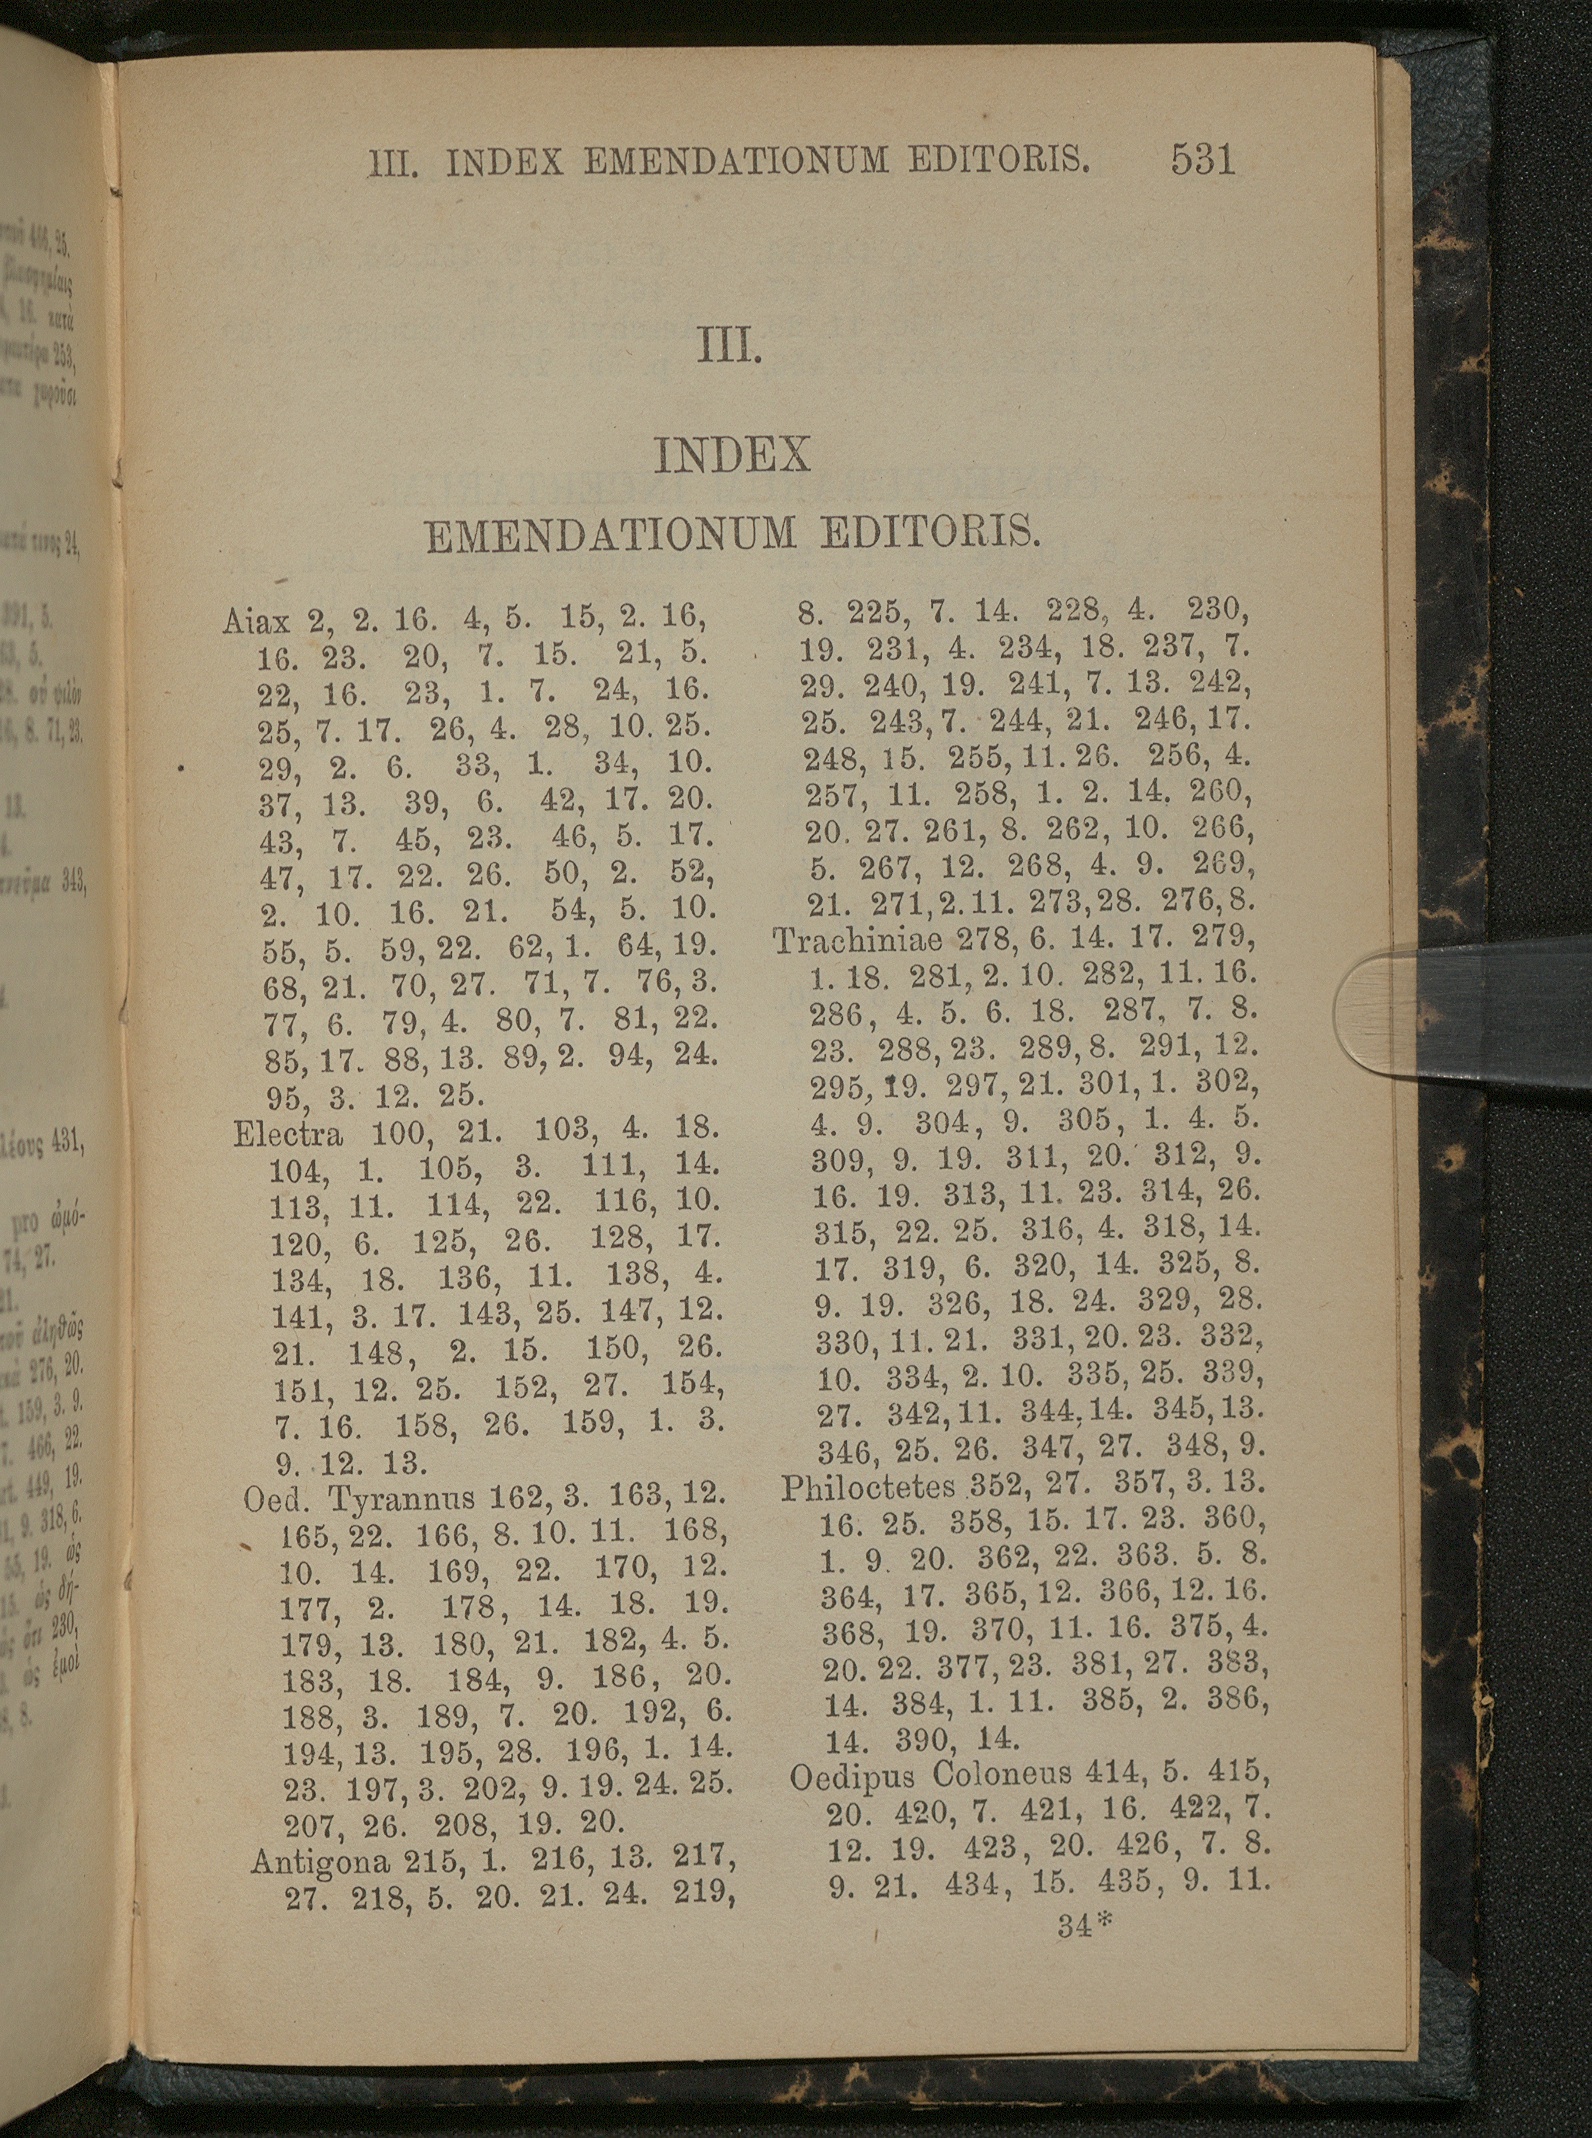 III. INDEX EMENDATIONUM EDITORIS. 531
III.
INDEX
EMENDATIONUM EDITORIS.
Aiax 2, 2. 16. 4, 5. 15, 2. 16,
16. 23. 20, 7. 15. 21, 5.
22, 16. 23, 1. 7. 24, 16.
25, 7. 17. 26, 4. 28, 10. 25.
29, 2. 6. 33, 1. 34, 10.
37, 13. 39, 6. 42, 17. 20.
43, 7. 45, 23. 46, 5. 17.
47, 17. 22. 26. 50, 2. 52,
2. 10. 16. 21. 54, 5. 10.
55, 5. 59, 22. 62, 1. 64, 19.
68, 21. 70, 27. 71, 7. 76, 3.
77, 6. 79, 4. 80, 7. 81, 22.
85, 17. 88, 13. 89, 2. 94, 24.
95, 3. 12. 25.
Electra 100, 21. 103, 4. 18.
104, 1. 105, 3. 111, 14.
113, 11. 114, 22. 116, 10.
120, 6. 125, 26. 128, 17.
134, 18. 136, 11. 138, 4.
141, 3. 17. 143, 25. 147, 12.
21. 148, 2. 15. 150, 26.
151, 12. 25. 152, 27. 154,
7. 16. 158, 26. 159, 1. 3.
9. 12. 13.
Oed. Tyrannus 162, 3. 163, 12.
165, 22. 166, 8. 10. 11. 168,
10. 14. 169, 22. 170, 12.
177, 2. 178, 14. 18. 19.
179, 13. 180, 21. 182, 4. 5.
183, 18. 184, 9. 186, 20.
188, 3. 189, 7. 20. 192, 6.
194, 13. 195, 28. 196, 1. 14.
23. 197, 3. 202, 9. 19. 24. 25.
207, 26. 208, 19. 20.
Antigona 215, 1. 216, 13. 217,
27. 218, 5. 20. 21. 24. 219,
8. 225, 7. 14. 228, 4. 230,
19. 231, 4. 234, 18. 237, 7.
29. 240, 19. 241, 7. 13. 242,
25. 243, 7. 244, 21. 246, 17.
248, 15. 255, 11. 26. 256, 4.
257, 11. 258, 1. 2. 14. 260,
20. 27. 261, 8. 262, 10. 266,
5. 267, 12. 268, 4. 9. 269,
21. 271, 2. 11. 273, 28. 276, 8.
Trachiniae 278, 6. 14. 17. 279,
1. 18. 281, 2. 10. 282, 11. 16.
286, 4. 5. 6. 18. 287, 7. 8.
23. 288, 23. 289, 8. 291, 12.
295, 19. 297, 21. 301, 1. 302,
4. 9. 304, 9. 305, 1. 4. 5.
309, 9. 19. 311, 20. 312, 9.
16. 19. 313, 11. 23. 314, 26.
315, 22. 25. 316, 4. 318, 14.
17. 319, 6. 320, 14. 325, 8.
9. 19. 326, 18. 24. 329, 28.
330, 11. 21. 331, 20. 23. 332,
10. 334, 2. 10. 335, 25. 339,
27. 342, 11. 344, 14. 345, 13.
346, 25. 26. 347, 27. 348, 9.
Philoctetes 352, 27. 357, 3. 13.
16. 25. 358, 15. 17. 23. 360,
1. 9. 20. 362, 22. 363. 5. 8.
364, 17. 365, 12. 366, 12. 16.
368, 19. 370, 11. 16. 375, 4.
20. 22. 377, 23. 381, 27. 383,
14. 384, 1. 11. 385, 2. 386,
14. 390, 14.
Oedipus Coloneus 414, 5. 415,
20. 420, 7. 421, 16. 422, 7.
12. 19. 423, 20. 426, 7. 8.
9. 21. 434, 15. 435, 9. 11.
34*